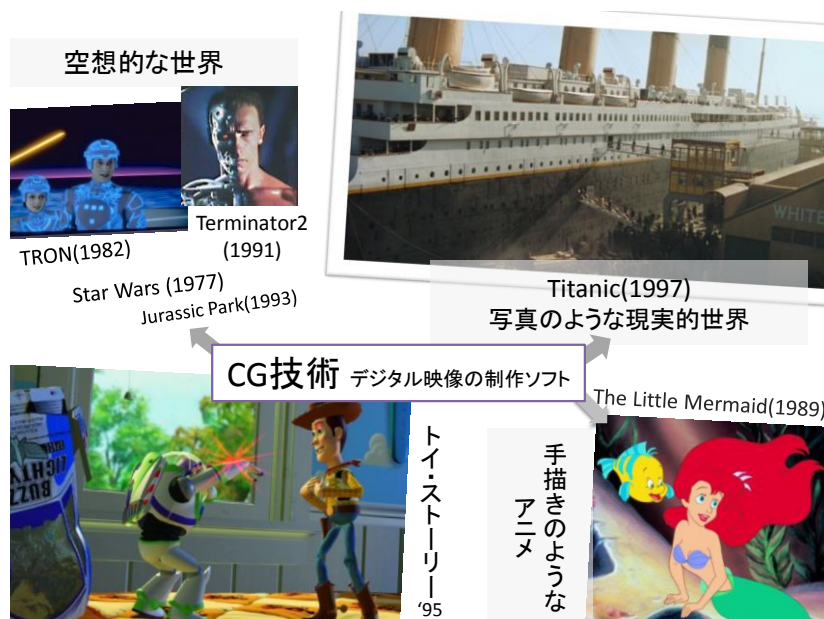 空想的な世界
TRON(1982)
Terminator2
(1991)
Star Wars (1977)
Jurassic Park(1993)
WHITE
Titanic(1997)
写真のような現実的世界
CG技術 デジタル映像の制作ソフト
The Little Mermaid(1989)
BUZZ
LIGHTY
トイ・ストーリー
‘95
手描きのような
アニメ